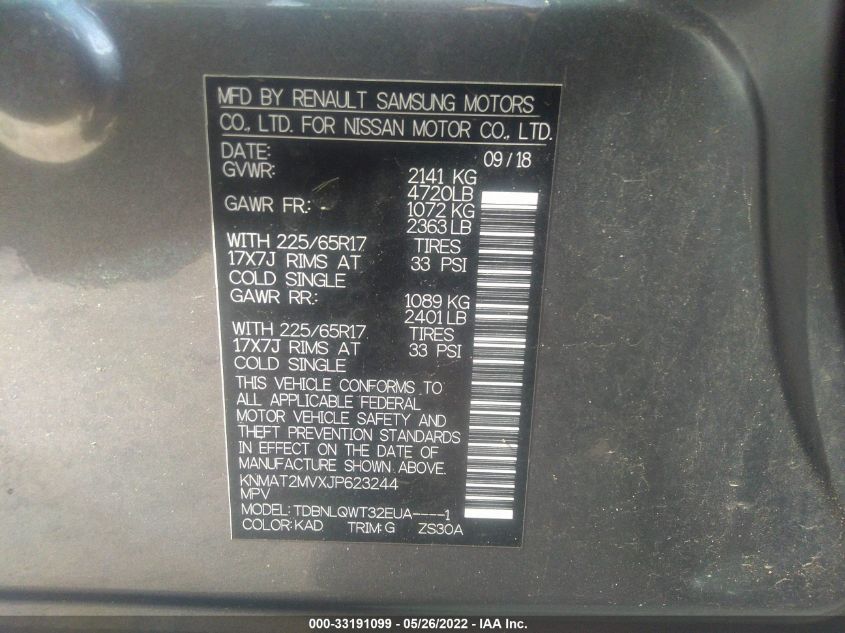 MFD BY RENAULT SAMSUNG MOTORS
CO., LTD. FOR NISSAN MOTOR CO., LTD.
DATE: 09/18
GVWR: 2141 KG
4720LB
GAWR FR: 1072 KG
2363 LB
WITH 225/65R17 TIRES
17X7J RIMS AT 33 PSI
COLD SINGLE
GAWR RR: 1089 KG
2401 LB
WITH 225/65R17 TIRES
17X7J RIMS AT 33 PSI
COLD SINGLE
THIS VEHICLE CONFORMS TO
ALL APPLICABLE FEDERAL
MOTOR VEHICLE SAFETY AND
THEFT PREVENTION STANDARDS
IN EFFECT ON THE DATE OF
MANUFACTURE SHOWN ABOVE.
KNMAT2MVXJP623244
MPV
MODEL: TDBNLQWT32EUA----1
COLOR: KAD TRIM: G ZS30A
000-33191099 - 05/26/2022 - IAA Inc.